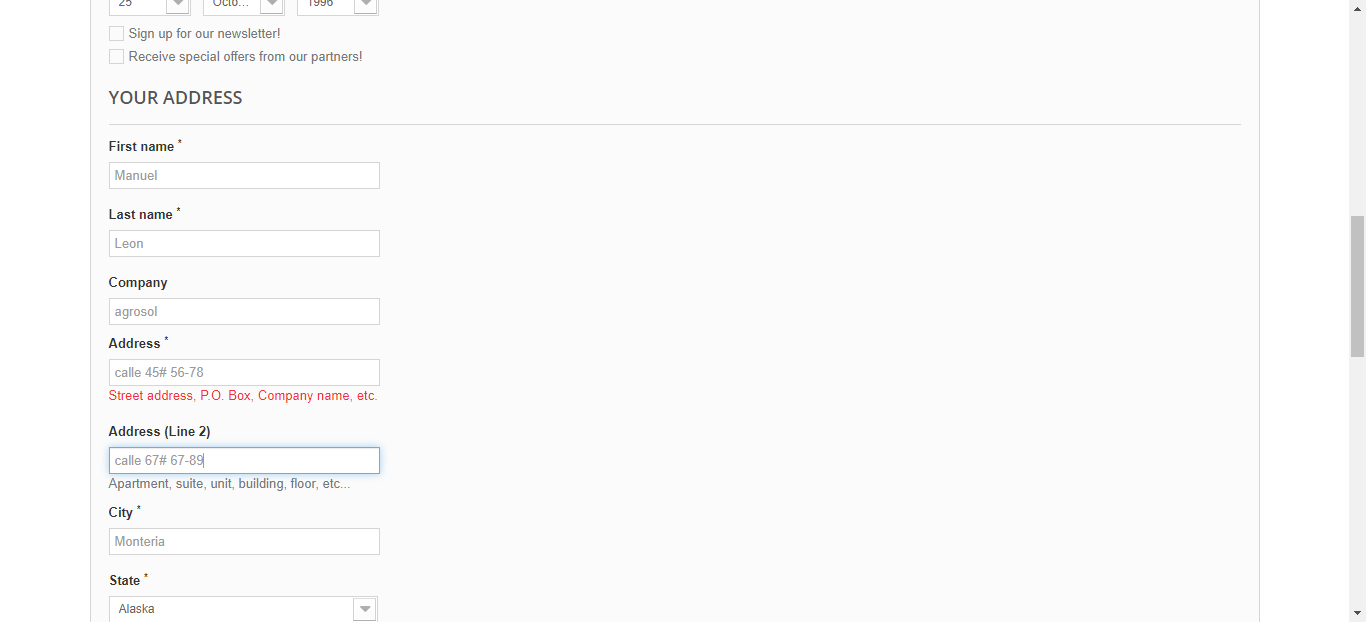 25 Octo... 1996
Sign up for our newsletter!
Receive special offers from our partners!
YOUR ADDRESS
First name *
Manuel
Last name *
Leon
Company
agrosol
Address *
calle 45# 56-78
Street address, P.O. Box, Company name, etc.
Address (Line 2)
calle 67# 67-89
Apartment, suite, unit, building, floor, etc...
City *
Monteria
State *
Alaska